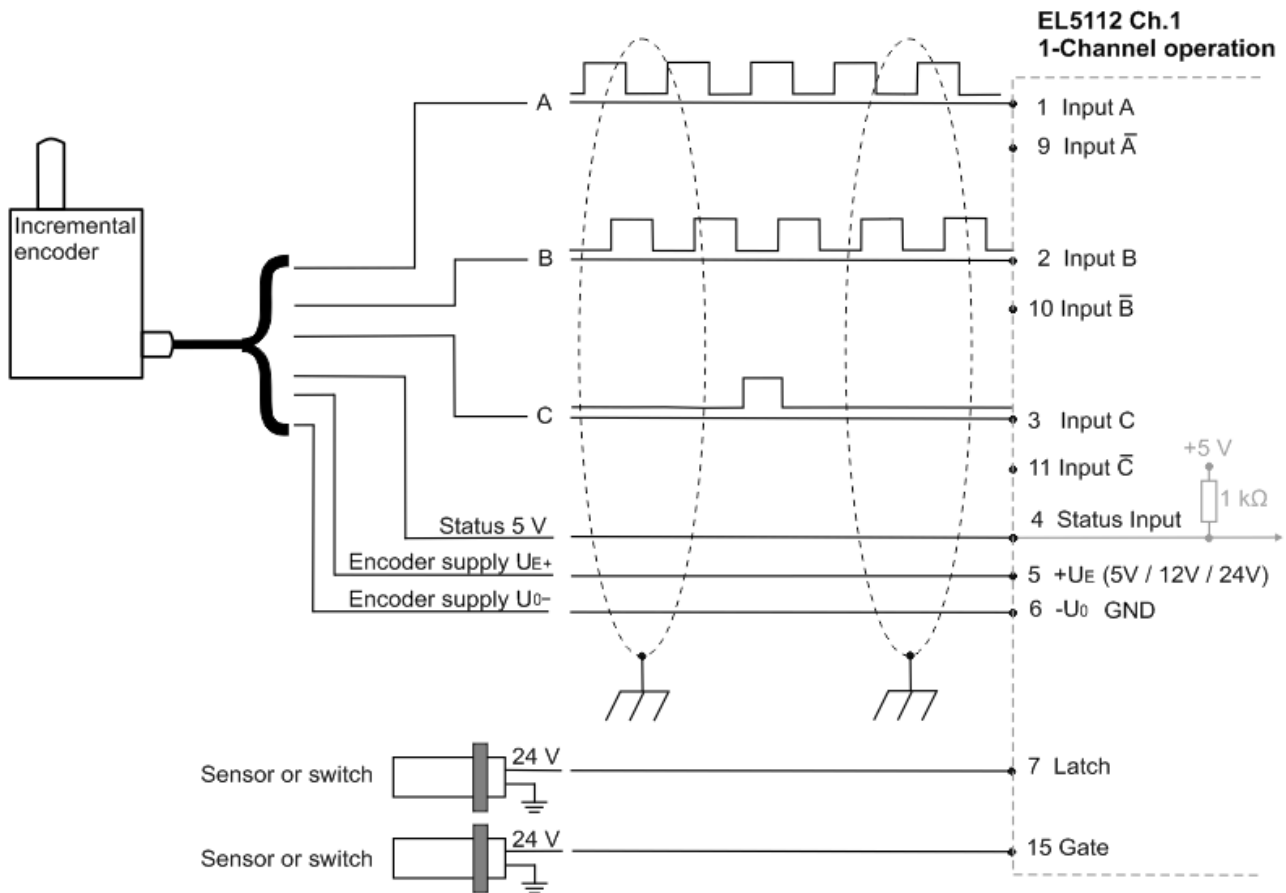 EL5112 Ch.1
1-Channel operation
A
1 Input A
9 Input A̅
Incremental
encoder
B
2 Input B
10 Input B̅
C
3 Input C
+5 V
11 Input C̅
1 kΩ
Status 5 V
4 Status Input
Encoder supply UE+
5 +UE (5V / 12V / 24V)
Encoder supply U0–
6 -U0 GND
24 V
Sensor or switch
7 Latch
24 V
Sensor or switch
15 Gate